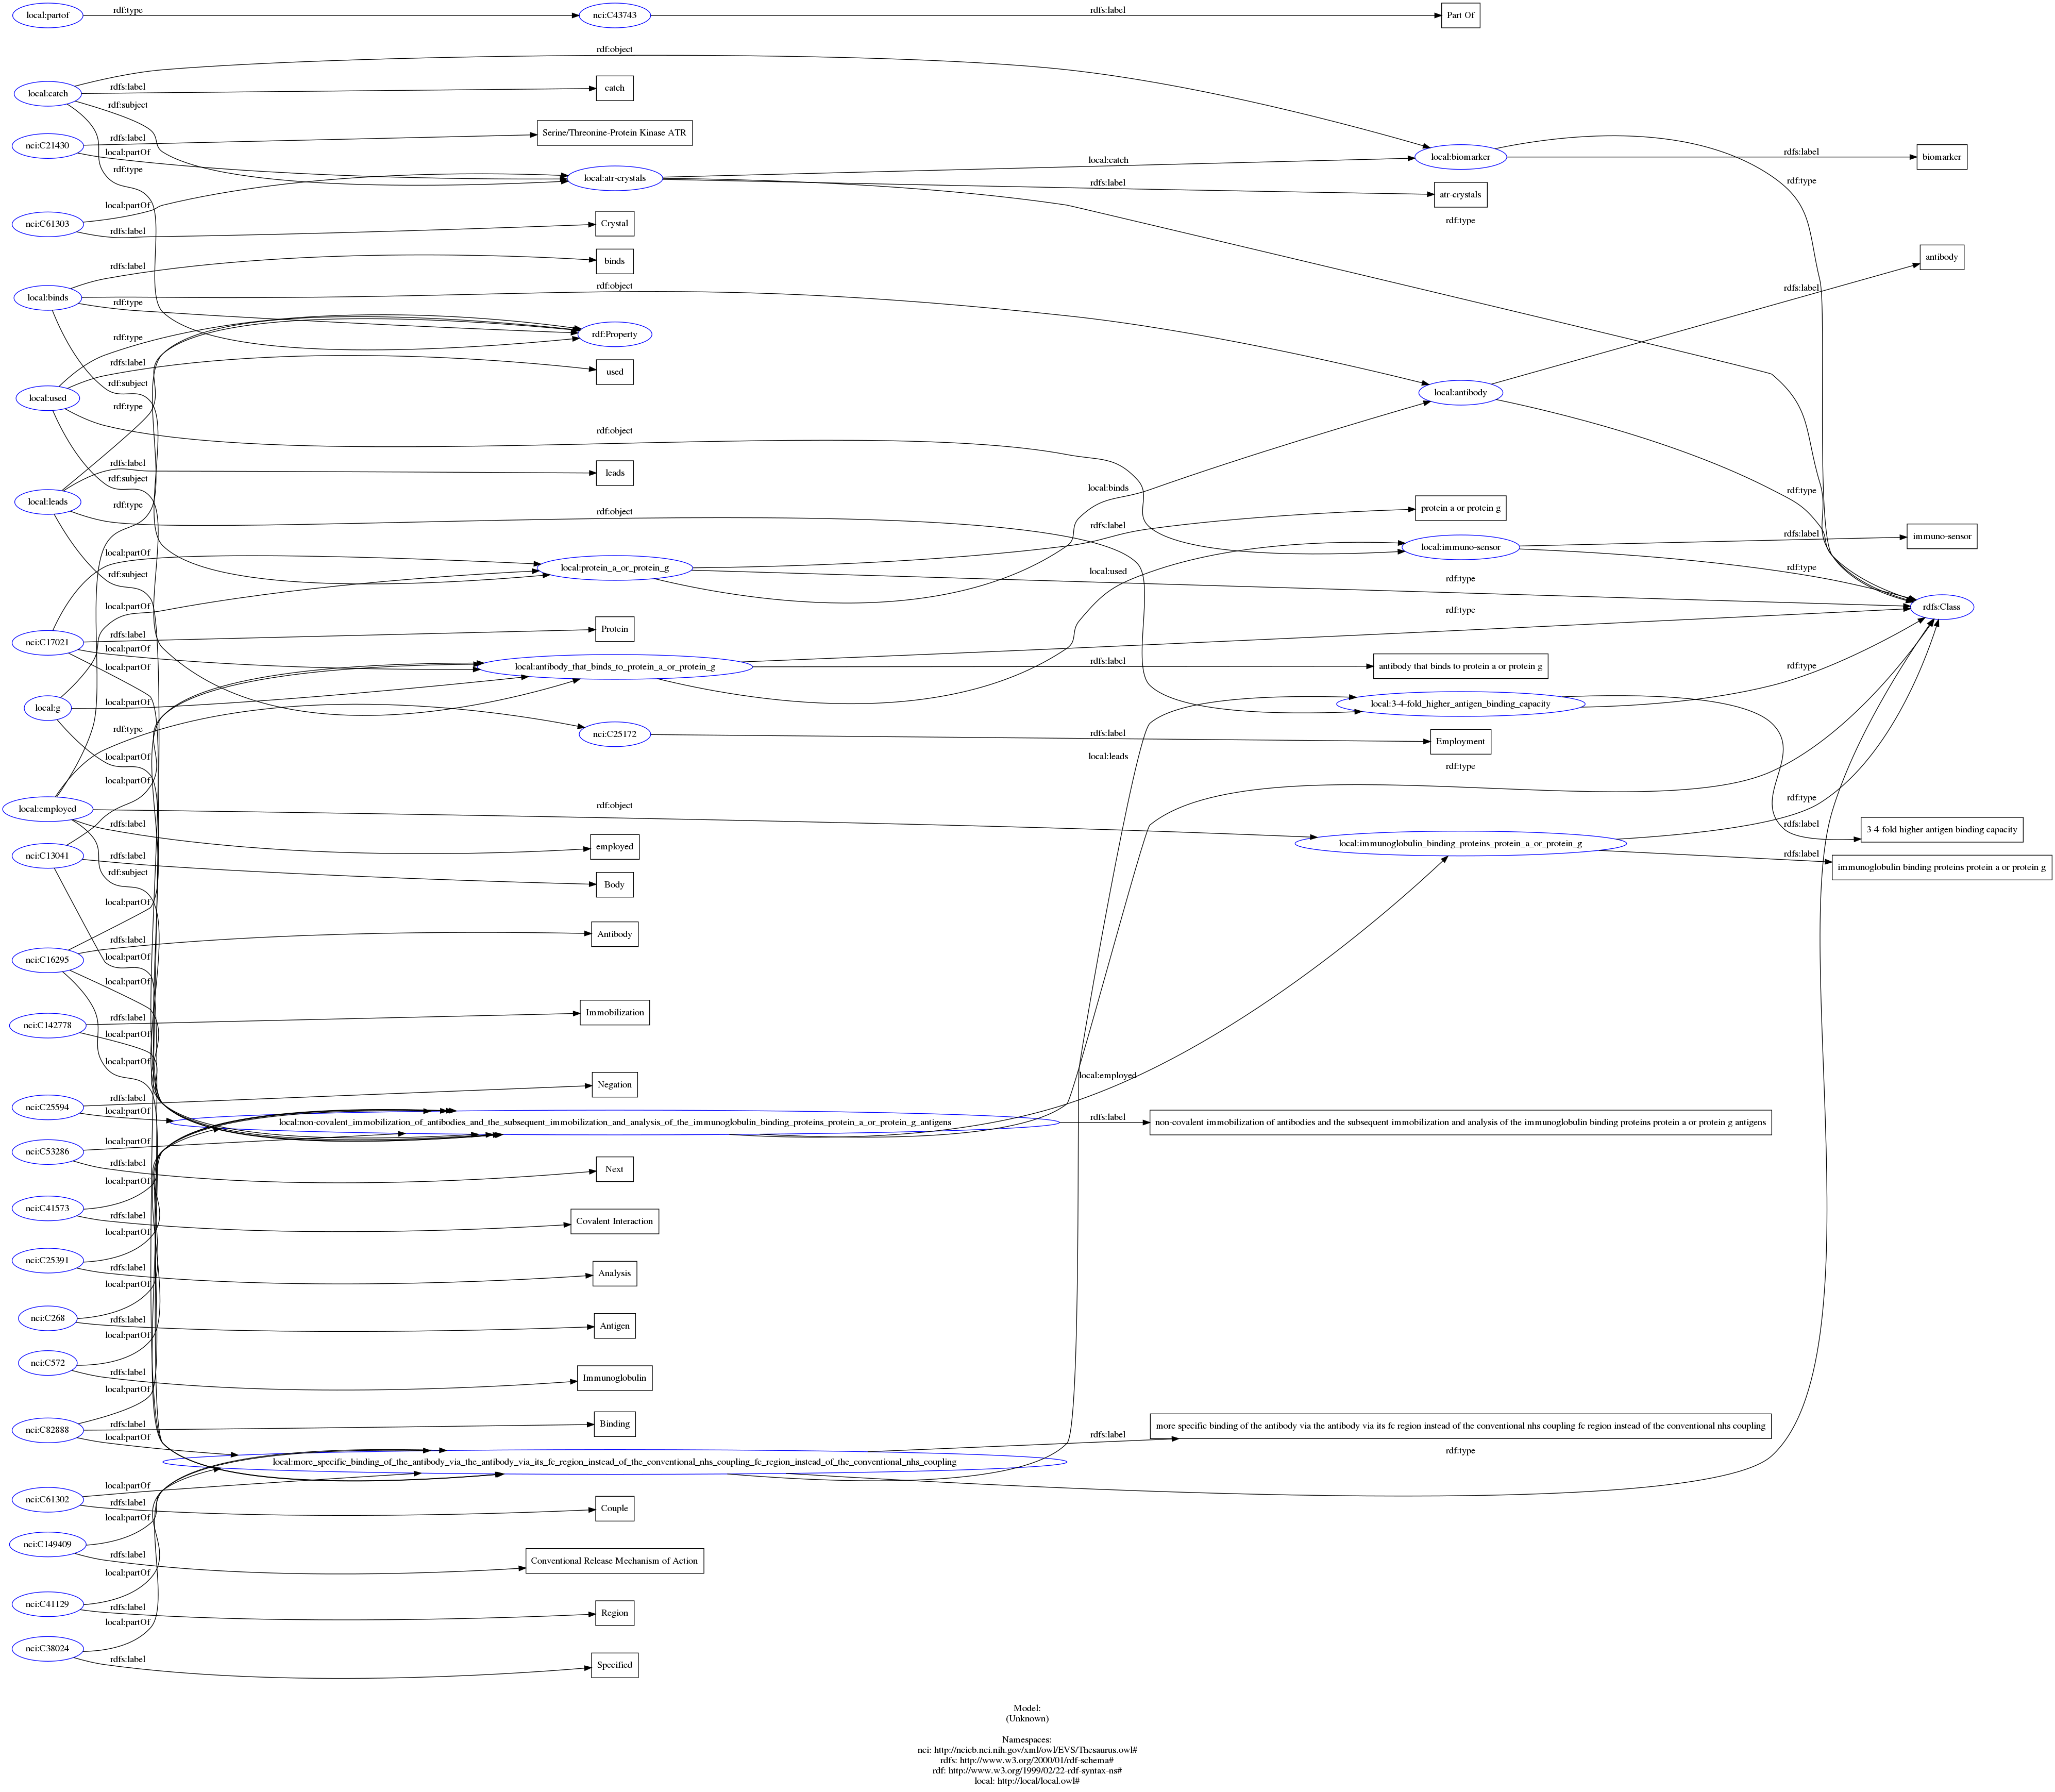 local:partof
rdf:type
nci:C43743
rdfs:label
Part Of
rdf:object
local:catch
rdfs:label
catch
rdf:subject
nci:C21430
rdfs:label
Serine/Threonine-Protein Kinase ATR
local:partOf
rdf:type
local:atr-crystals
local:catch
local:biomarker
rdfs:label
biomarker
rdfs:label
atr-crystals
rdf:type
rdf:type
local:partOf
nci:C61303
rdfs:label
Crystal
local:binds
rdfs:label
binds
rdf:object
rdf:type
rdfs:label
antibody
rdf:Property
local:used
rdf:type
rdfs:label
used
rdf:subject
local:antibody
rdf:type
rdf:object
local:leads
rdfs:label
leads
rdf:subject
rdf:type
rdf:object
local:binds
rdf:type
rdfs:label
protein a or protein g
local:immuno-sensor
rdfs:label
immuno-sensor
local:partOf
local:protein_a_or_protein_g
rdf:subject
local:used
rdf:type
rdf:type
rdfs:Class
local:partOf
rdf:type
nci:C17021
rdfs:label
Protein
local:partOf
local:partOf
local:antibody_that_binds_to_protein_a_or_protein_g
rdfs:label
antibody that binds to protein a or protein g
rdf:type
local:g
local:partOf
local:3-4-fold_higher_antigen_binding_capacity
rdf:type
nci:C25172
rdfs:label
Employment
local:partOf
local:leads
rdf:type
local:partOf
local:employed
rdf:object
rdf:type
rdfs:label
employed
local:immunoglobulin_binding_proteins_protein_a_or_protein_g
rdfs:label
3-4-fold higher antigen binding capacity
rdfs:label
immunoglobulin binding proteins protein a or protein g
nci:C13041
rdfs:label
Body
rdf:subject
local:partOf
nci:C16295
rdfs:label
Antibody
local:partOf
local:partOf
nci:C142778
rdfs:label
Immobilization
local:partOf
local:partOf
local:employed
nci:C25594
rdfs:label
Negation
local:partOf
local:non-covalent_immobilization_of_antibodies_and_the_subsequent_immobilization_and_analysis_of_the_immunoglobulin_binding_proteins_protein_a_or_protein_g_antigens
rdfs:label
non-covalent immobilization of antibodies and the subsequent immobilization and analysis of the immunoglobulin binding proteins protein a or protein g antigens
nci:C53286
local:partOf
rdfs:label
Next
local:partOf
nci:C41573
rdfs:label
Covalent Interaction
local:partOf
nci:C25391
rdfs:label
Analysis
local:partOf
nci:C268
rdfs:label
Antigen
local:partOf
nci:C572
rdfs:label
Immunoglobulin
local:partOf
nci:C82888
rdfs:label
Binding
local:partOf
local:more_specific_binding_of_the_antibody_via_the_antibody_via_its_fc_region_instead_of_the_conventional_nhs_coupling_fc_region_instead_of_the_conventional_nhs_coupling
rdfs:label
more specific binding of the antibody via the antibody via its fc region instead of the conventional nhs coupling fc region instead of the conventional nhs coupling
rdf:type
nci:C61302
local:partOf
rdfs:label
Couple
local:partOf
nci:C149409
rdfs:label
Conventional Release Mechanism of Action
local:partOf
nci:C41129
rdfs:label
Region
local:partOf
nci:C38024
rdfs:label
Specified
Model:
(Unknown)
Namespaces:
nci: http://ncicb.nci.nih.gov/xml/owl/EVS/Thesaurus.owl#
rdfs: http://www.w3.org/2000/01/rdf-schema#
rdf: http://www.w3.org/1999/02/22-rdf-syntax-ns#
local: http://local/local.owl#